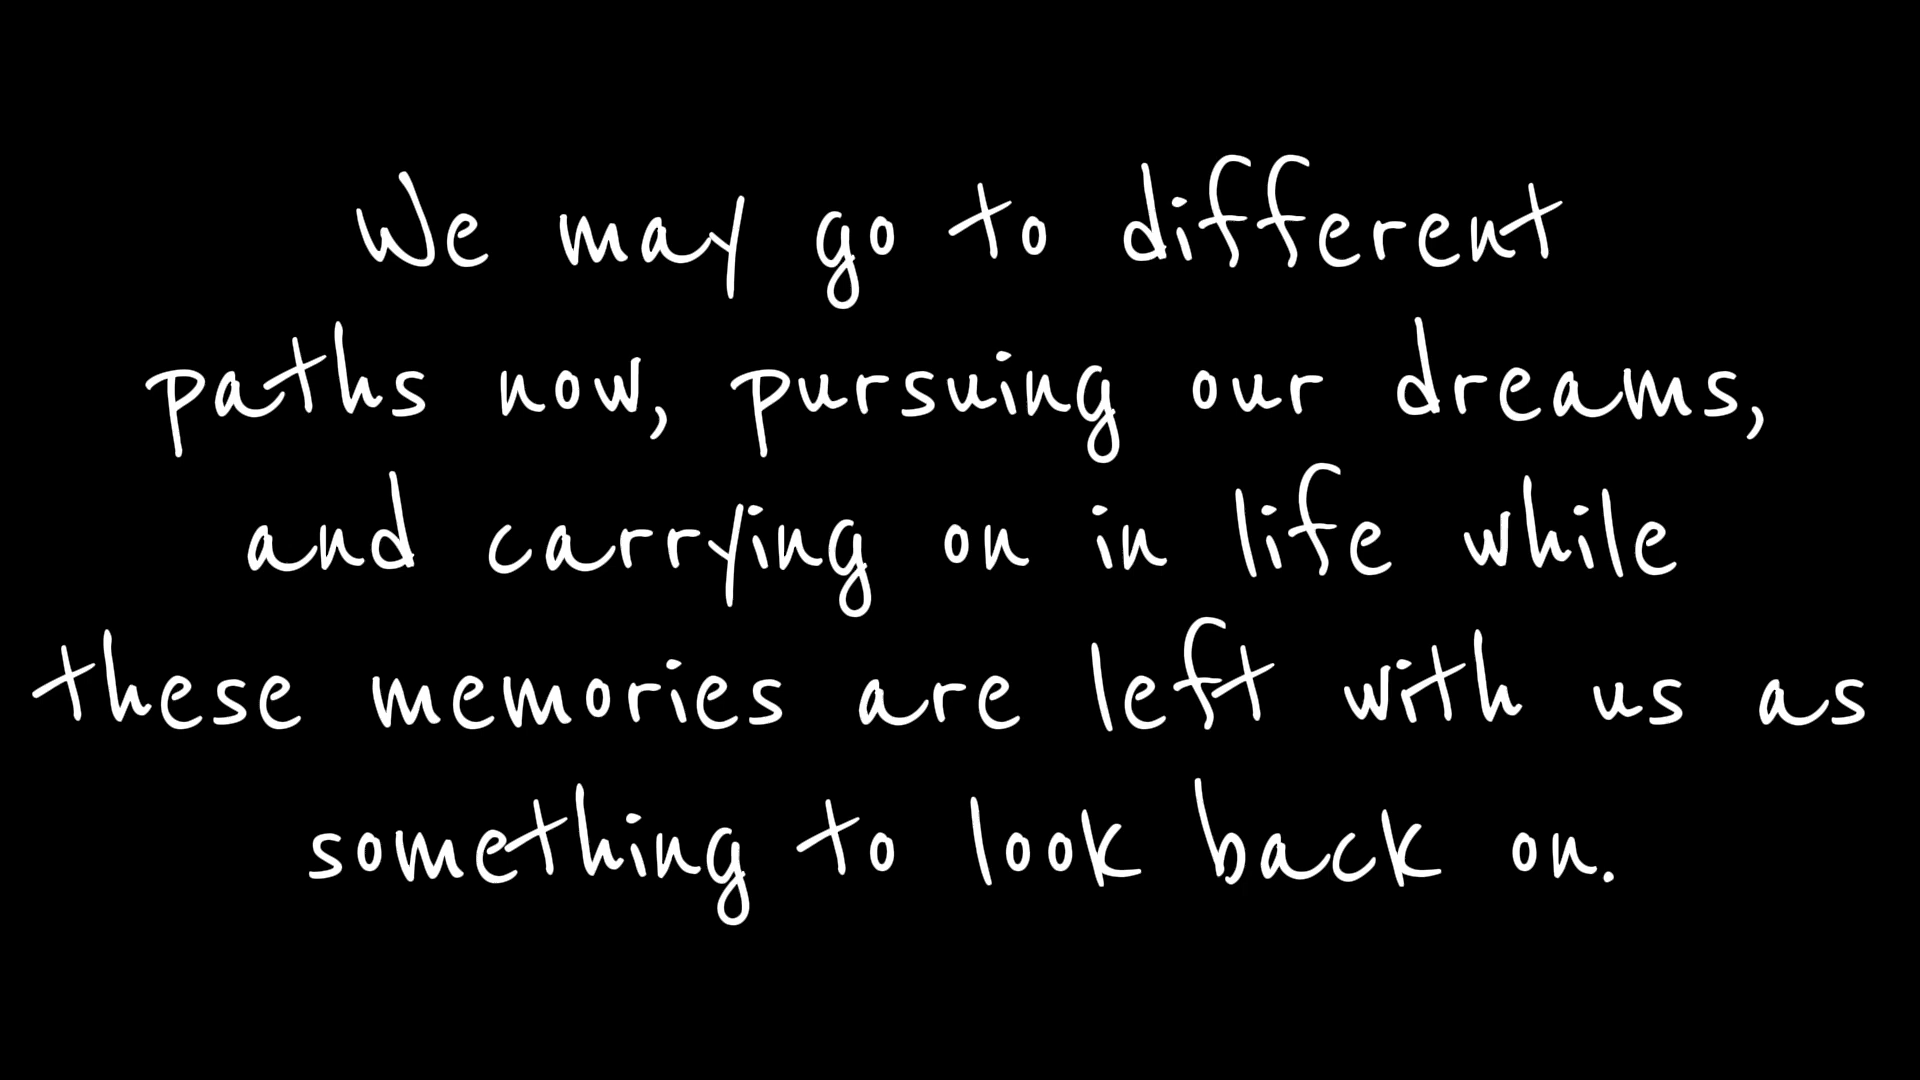 We may go to different
paths now, pursuing our dreams,
and carrying on in life while
these memories are left with us as
something to look back on.